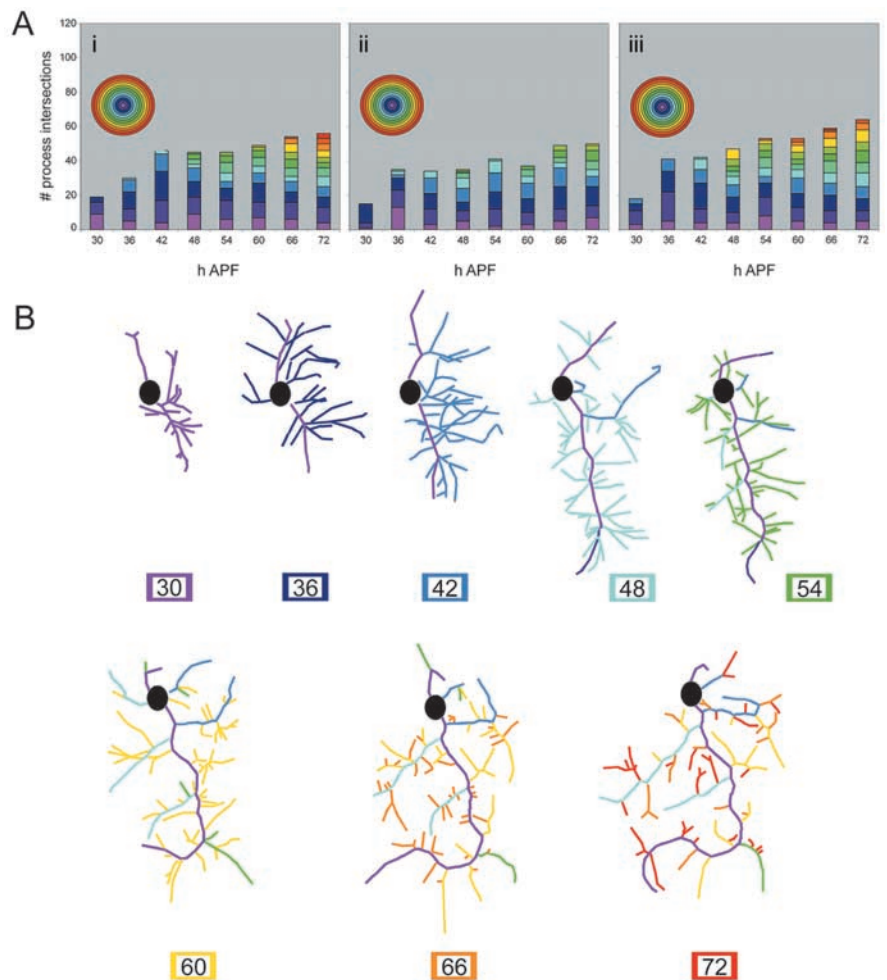 A
# process intersections
120
100
80
60
40
20
0
i
30 36 42 48 54 60 66 72
h APF
ii
30 36 42 48 54 60 66 72
h APF
iii
30 36 42 48 54 60 66 72
h APF
B
30 36 42 48 54
60 66 72